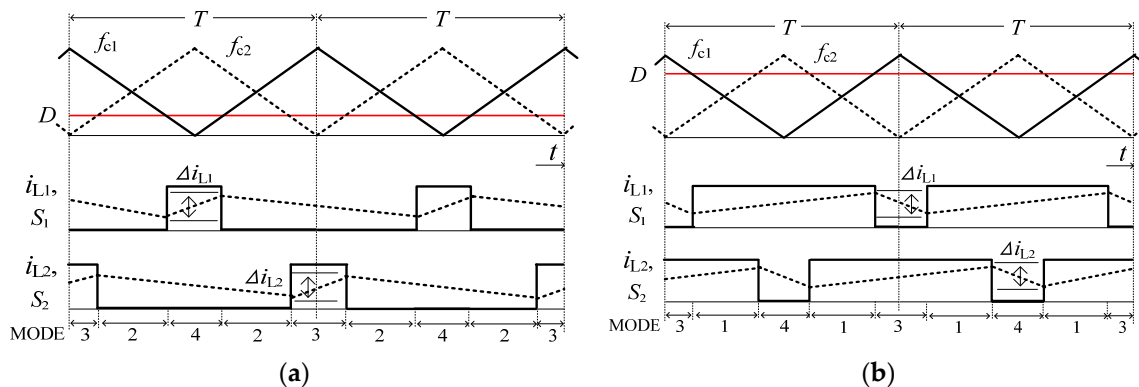 T T
f_c1 f_c2
D
t
Δi_L1
i_L1,
S_1
i_L2,
S_2
Δi_L2
MODE 3 2 4 2 3 2 4 2 3
(a)
T T
f_c1 f_c2
D
t
i_L1,
S_1
Δi_L1
i_L2,
S_2
Δi_L2
MODE 3 1 4 1 3 1 4 1 3
(b)